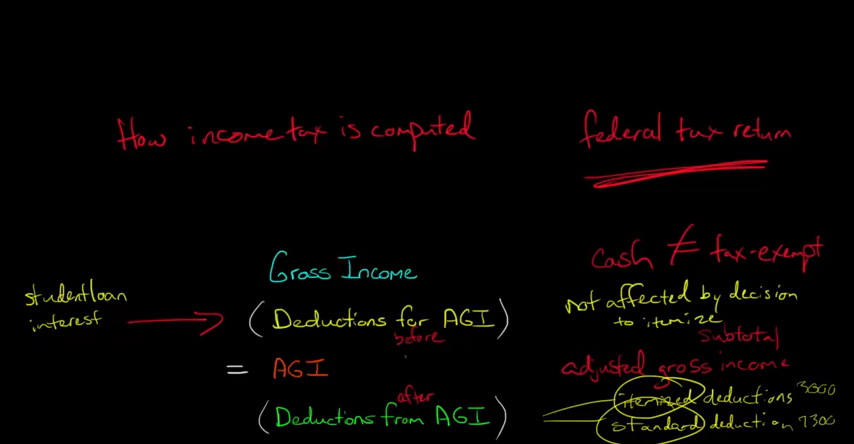 How income tax is computed
federal tax return
Gross Income
cash ≠ tax-exempt
student loan
interest
(Deductions for AGI)
before
not affected by decision
to itemize
subtotal
= AGI
adjusted gross income
after
(Deductions from AGI)
itemized deductions 3000
standard deduction 7300